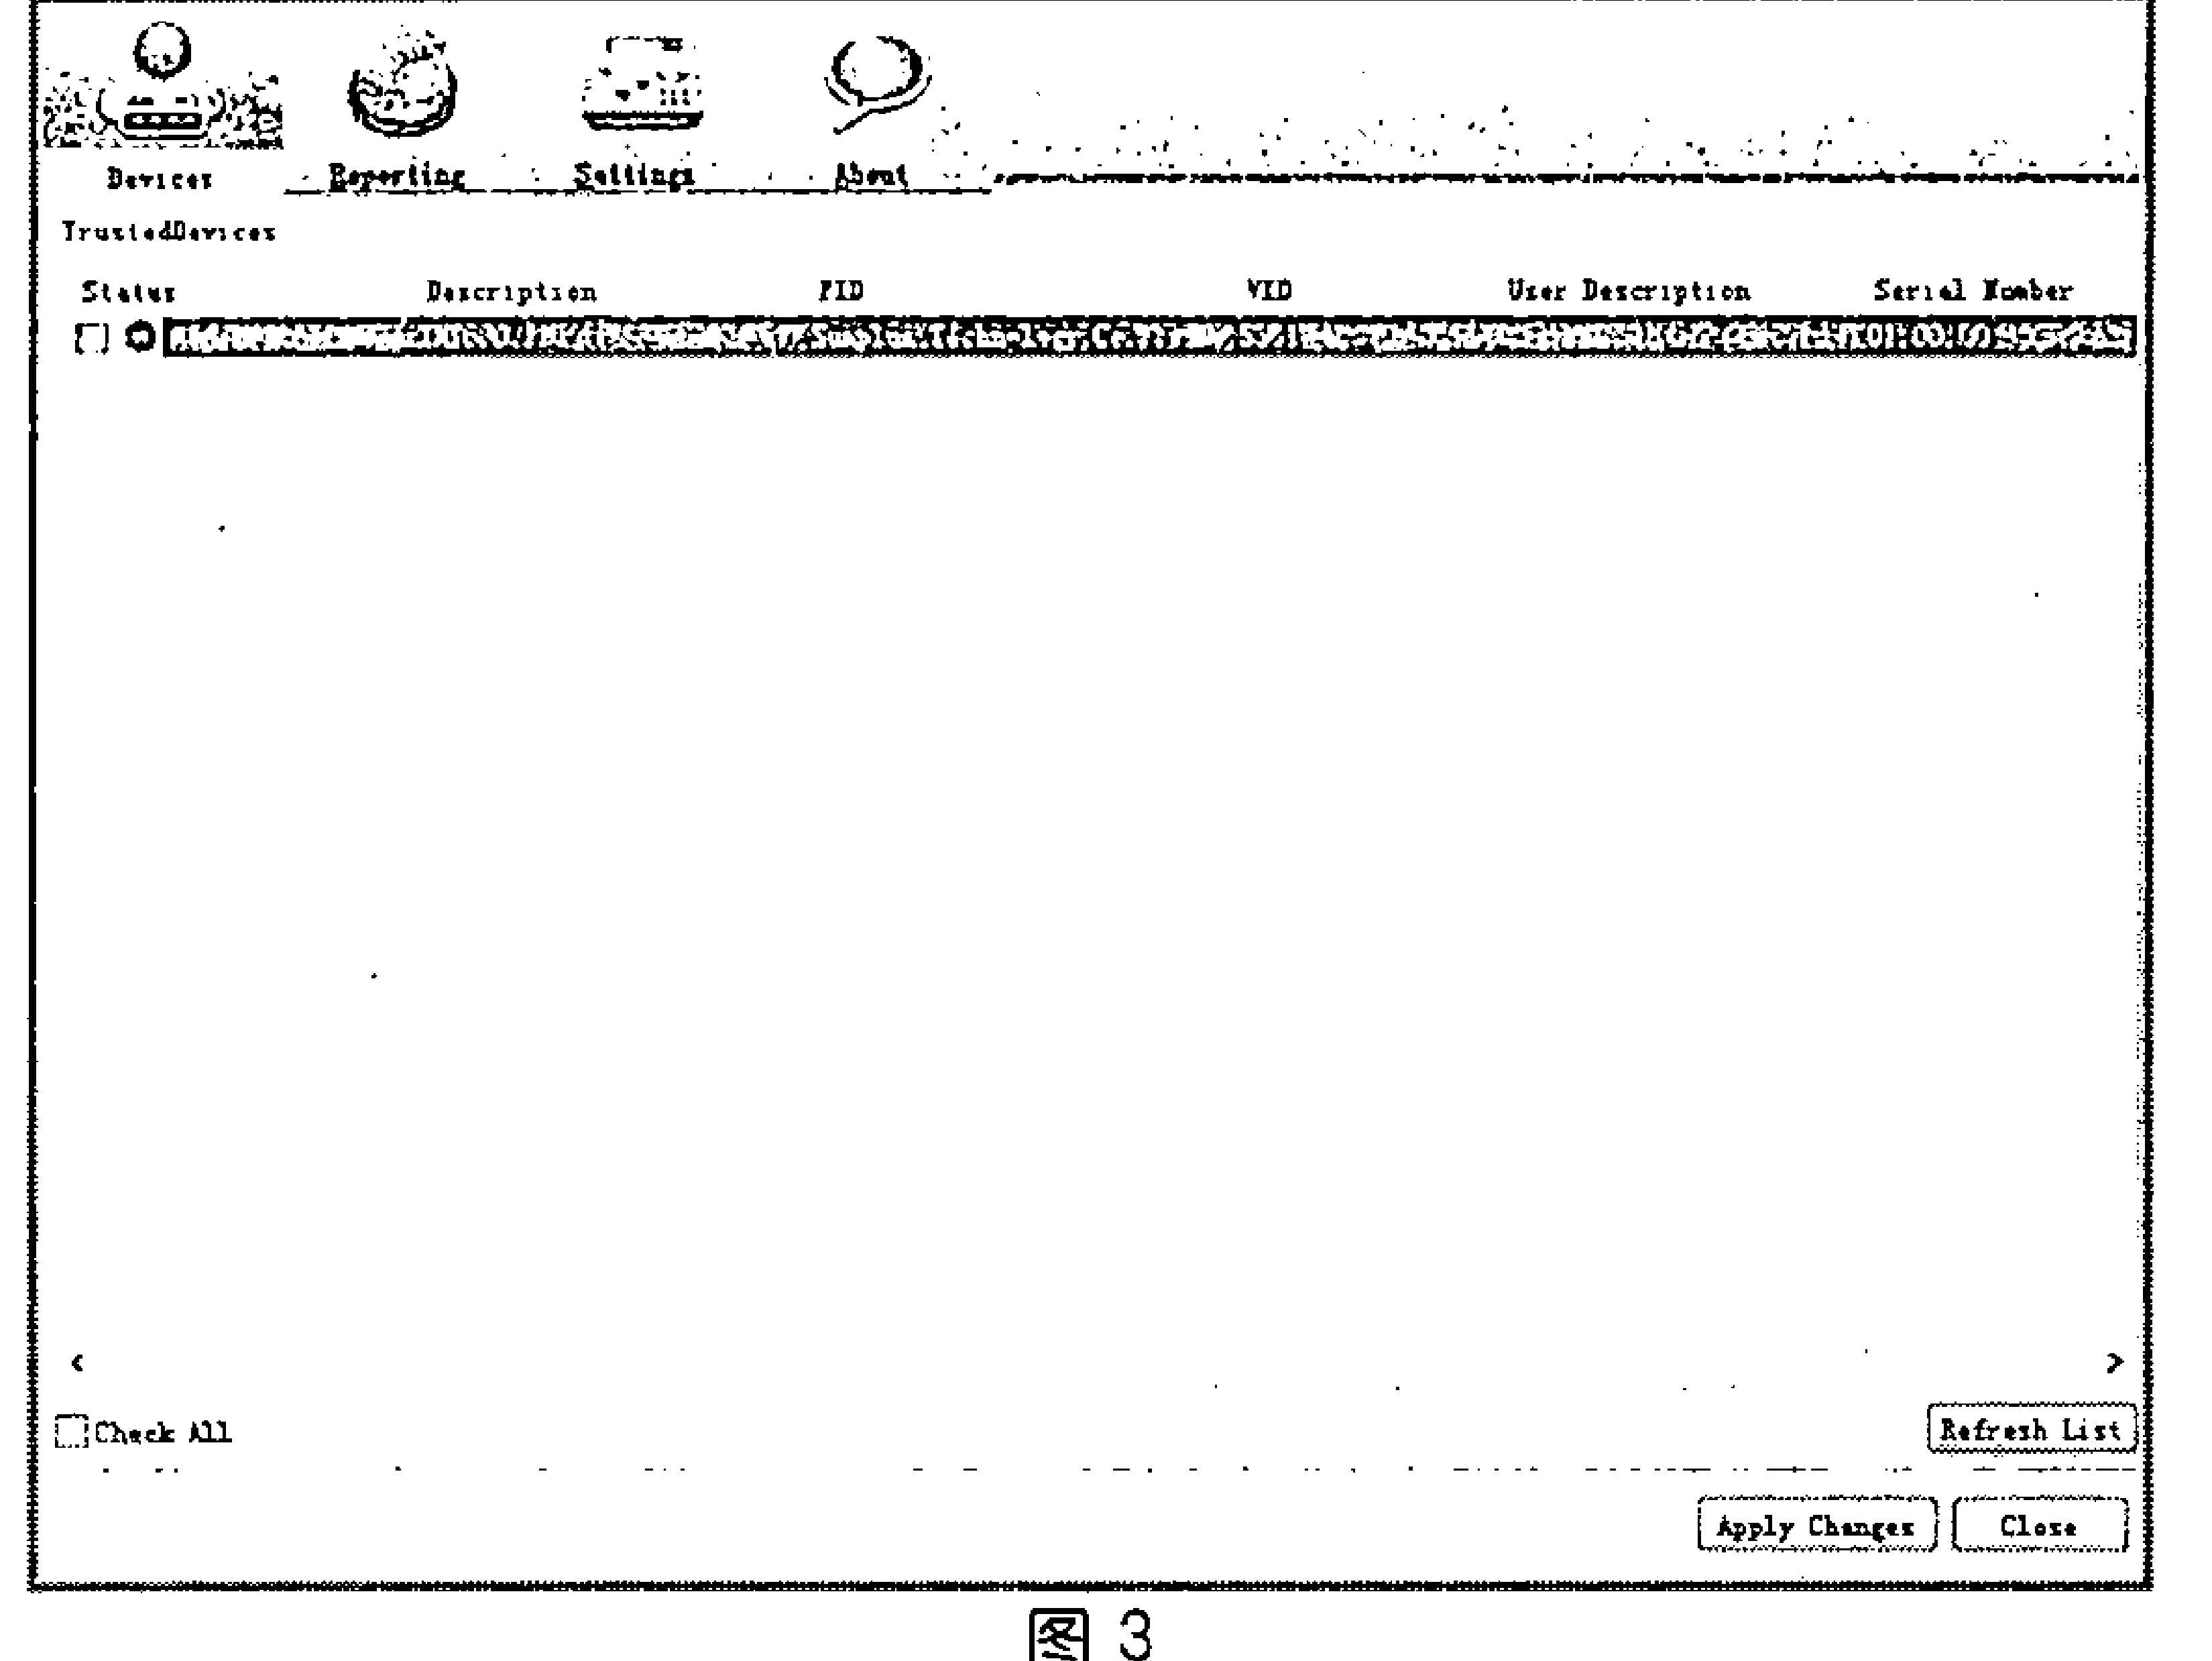 Devices Reporting Settings About
TrustedDevices
Status Description PID VID User Description Serial Number
Check All
Refresh List
Apply Changes Close
图 3